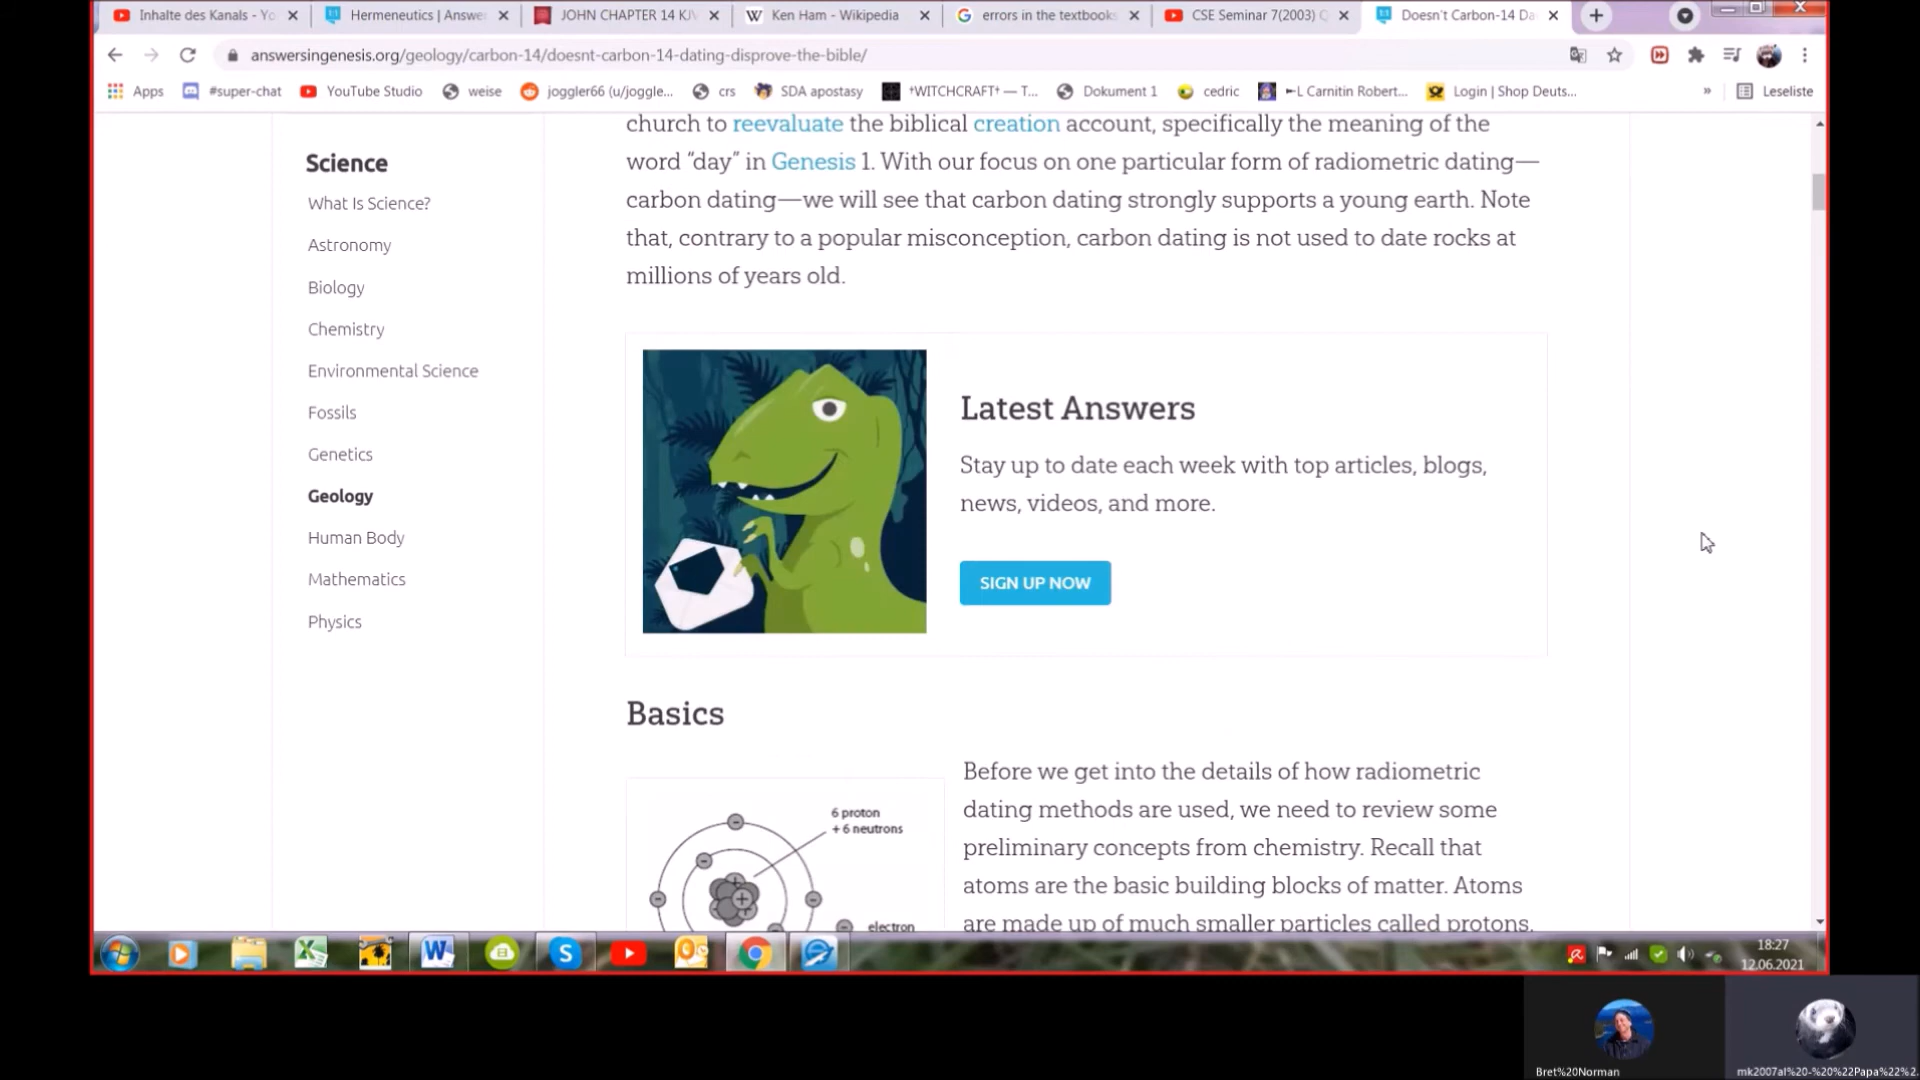 Inhalte des Kanals - Yo
Hermeneutics | Answe
JOHN CHAPTER 14 KJV
Ken Ham - Wikipedia
errors in the textbooks
CSE Seminar 7(2003) Q
Doesn't Carbon-14 Da
answersingenesis.org/geology/carbon-14/doesnt-carbon-14-dating-disprove-the-bible/
Apps
#super-chat
YouTube Studio
weise
joggler66 (u/joggle...
crs
SDA apostasy
*WITCHCRAFT* — T...
Dokument 1
cedric
L Carnitin Robert...
Login | Shop Deuts...
»
Leseliste
Science
What Is Science?
Astronomy
Biology
Chemistry
Environmental Science
Fossils
Genetics
Geology
Human Body
Mathematics
Physics
church to reevaluate the biblical creation account, specifically the meaning of the
word “day” in Genesis 1. With our focus on one particular form of radiometric dating—
carbon dating—we will see that carbon dating strongly supports a young earth. Note
that, contrary to a popular misconception, carbon dating is not used to date rocks at
millions of years old.
Latest Answers
Stay up to date each week with top articles, blogs,
news, videos, and more.
SIGN UP NOW
Basics
6 proton
+ 6 neutrons
electron
Before we get into the details of how radiometric
dating methods are used, we need to review some
preliminary concepts from chemistry. Recall that
atoms are the basic building blocks of matter. Atoms
are made up of much smaller particles called protons,
18:27
12.06.2021
Bret%20Norman
mk2007al%20-%20%22Papa%22%2...